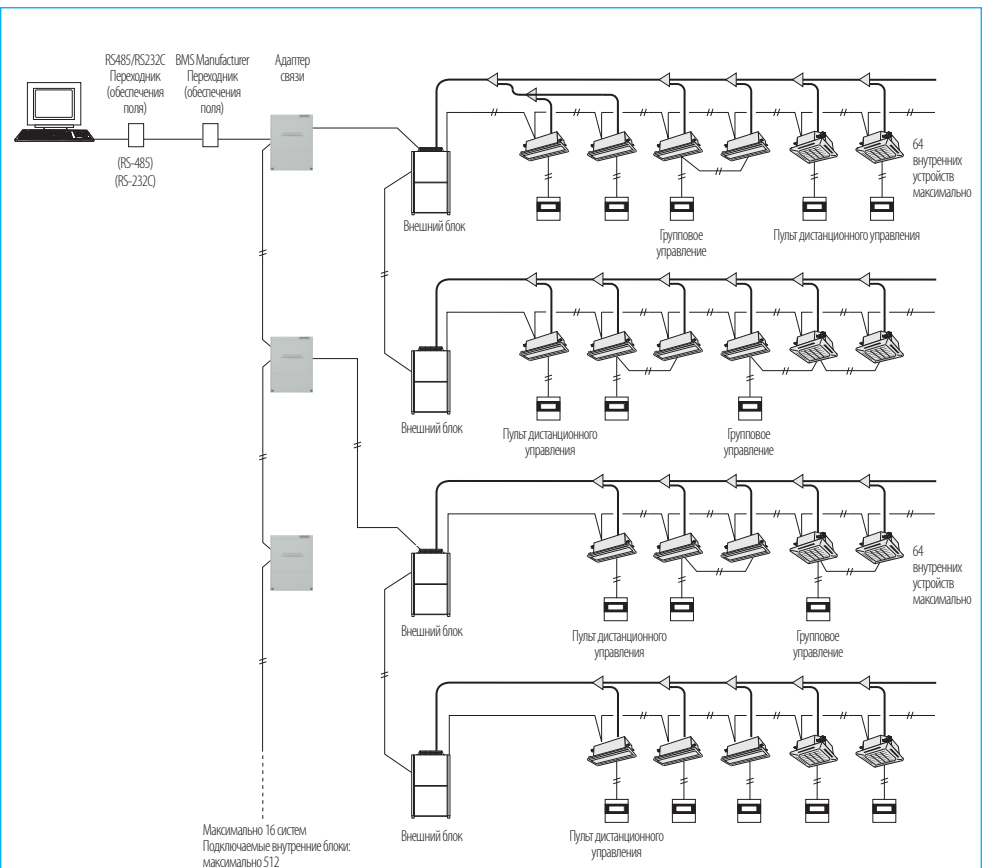 RS485/RS232C
Переходник
(обеспечения
поля)
BMS Manufacturer
Переходник
(обеспечения
поля)
Адаптер
связи
(RS-485)
(RS-232C)
Внешний блок
Групповое
управление
Пульт дистанционного управления
64
внутренних
устройств
максимально
Внешний блок
Пульт дистанционного
управления
Групповое
управление
Внешний блок
Пульт дистанционного
управления
Групповое
управление
64
внутренних
устройств
максимально
Внешний блок
Пульт дистанционного
управления
Максимально 16 систем
Подключаемые внутренние блоки:
максимально 512